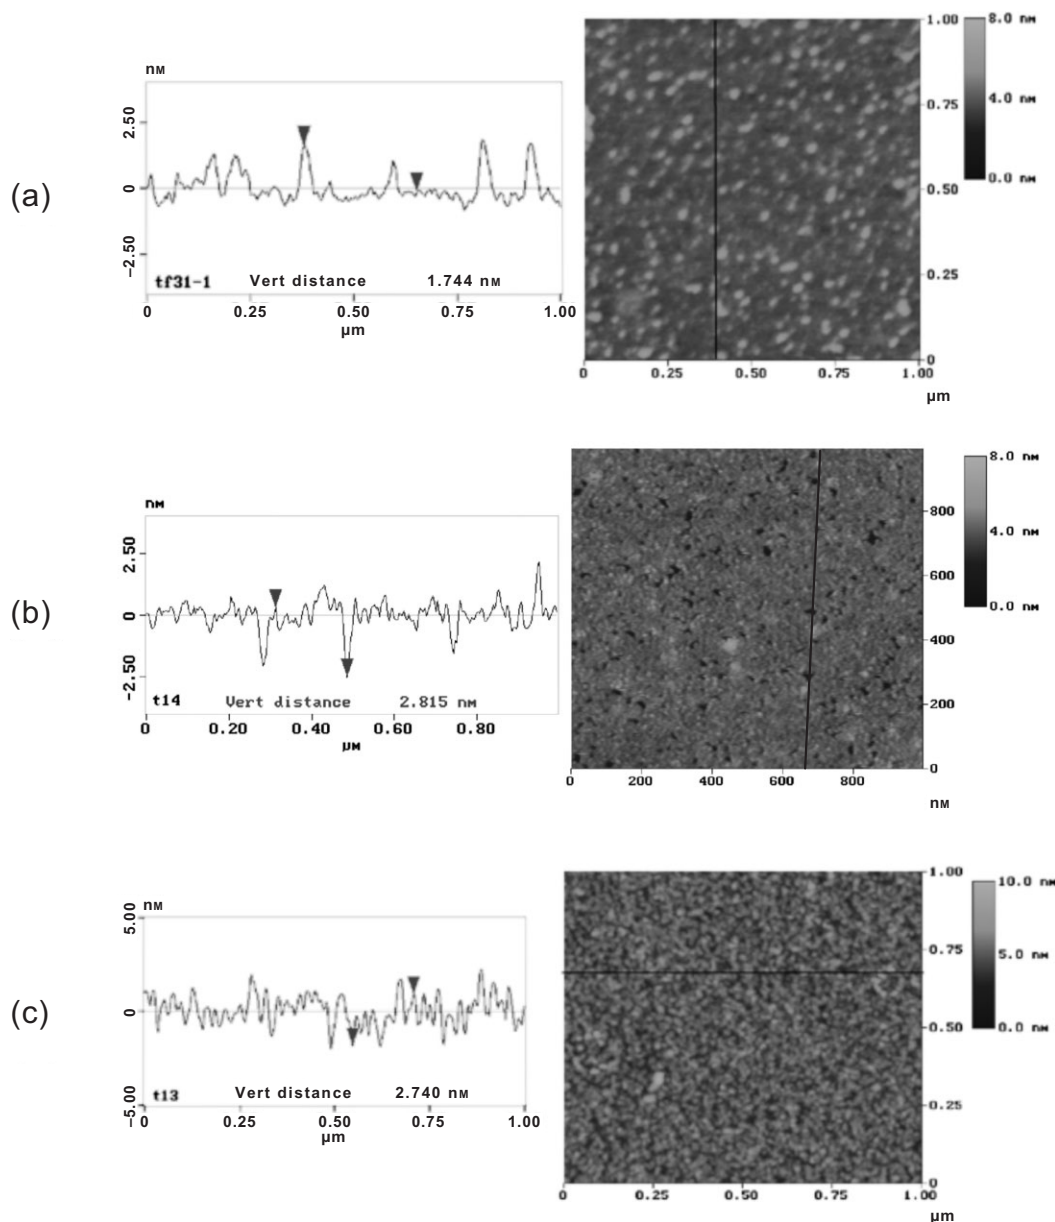 (a)
nм
2.50
0
−2.50
tf31-1 Vert distance 1.744 nм
0 0.25 0.50 0.75 1.00
µm
1.00
0.75
0.50
0.25
0
0 0.25 0.50 0.75 1.00
µm
8.0 nм
4.0 nм
0.0 nм
(b)
nм
2.50
0
−2.50
t14 Vert distance 2.815 nм
0 0.20 0.40 0.60 0.80
µм
800
600
400
200
0
0 200 400 600 800
nм
8.0 nм
4.0 nм
0.0 nм
(c)
nм
5.00
0
−5.00
t13 Vert distance 2.740 nм
0 0.25 0.50 0.75 1.00
µm
1.00
0.75
0.50
0.25
0
0 0.25 0.50 0.75 1.00
µm
10.0 nм
5.0 nм
0.0 nм